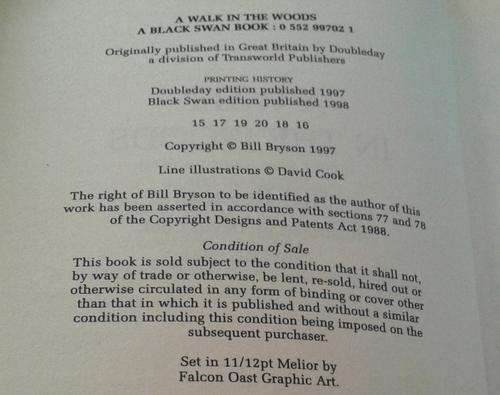 A WALK IN THE WOODS
A BLACK SWAN BOOK : 0 552 99702 1
Originally published in Great Britain by Doubleday
a division of Transworld Publishers
PRINTING HISTORY
Doubleday edition published 1997
Black Swan edition published 1998
15 17 19 20 18 16
Copyright © Bill Bryson 1997
Line illustrations © David Cook
The right of Bill Bryson to be identified as the author of this
work has been asserted in accordance with sections 77 and 78
of the Copyright Designs and Patents Act 1988.
Condition of Sale
This book is sold subject to the condition that it shall not,
by way of trade or otherwise, be lent, re-sold, hired out or
otherwise circulated in any form of binding or cover other
than that in which it is published and without a similar
condition including this condition being imposed on the
subsequent purchaser.
Set in 11/12pt Melior by
Falcon Oast Graphic Art.